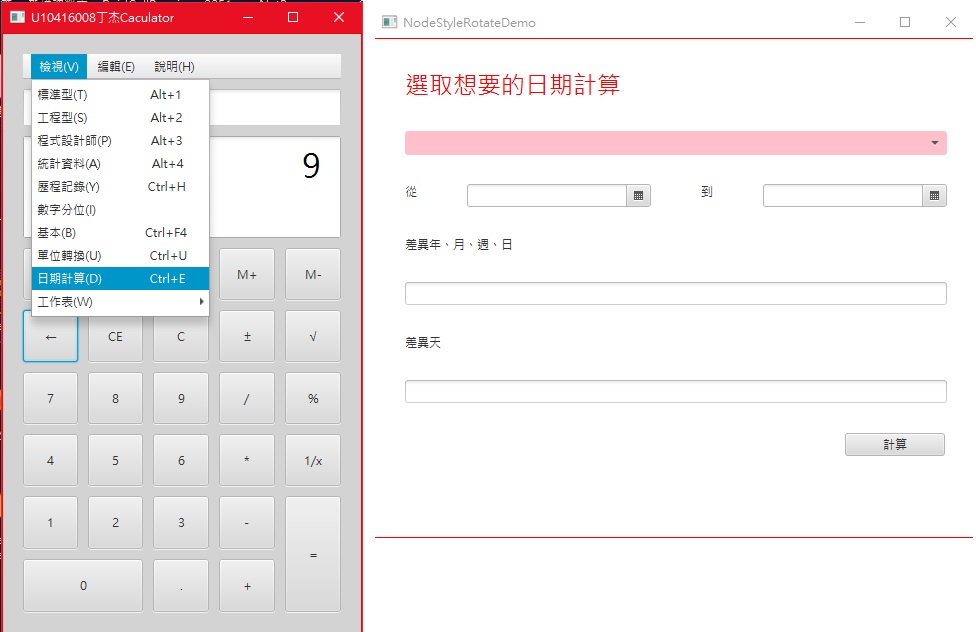 U10416008丁杰Caculator
檢視(V) 編輯(E) 說明(H)
標準型(T) Alt+1
工程型(S) Alt+2
程式設計師(P) Alt+3
統計資料(A) Alt+4
歷程記錄(Y) Ctrl+H
數字分位(I)
基本(B) Ctrl+F4
單位轉換(U) Ctrl+U
日期計算(D) Ctrl+E
工作表(W)
9
M+ M-
← CE C ± √
7 8 9 / %
4 5 6 * 1/x
1 2 3 -
=
0 . +
NodeStyleRotateDemo
選取想要的日期計算
從 到
差異年、月、週、日
差異天
計算